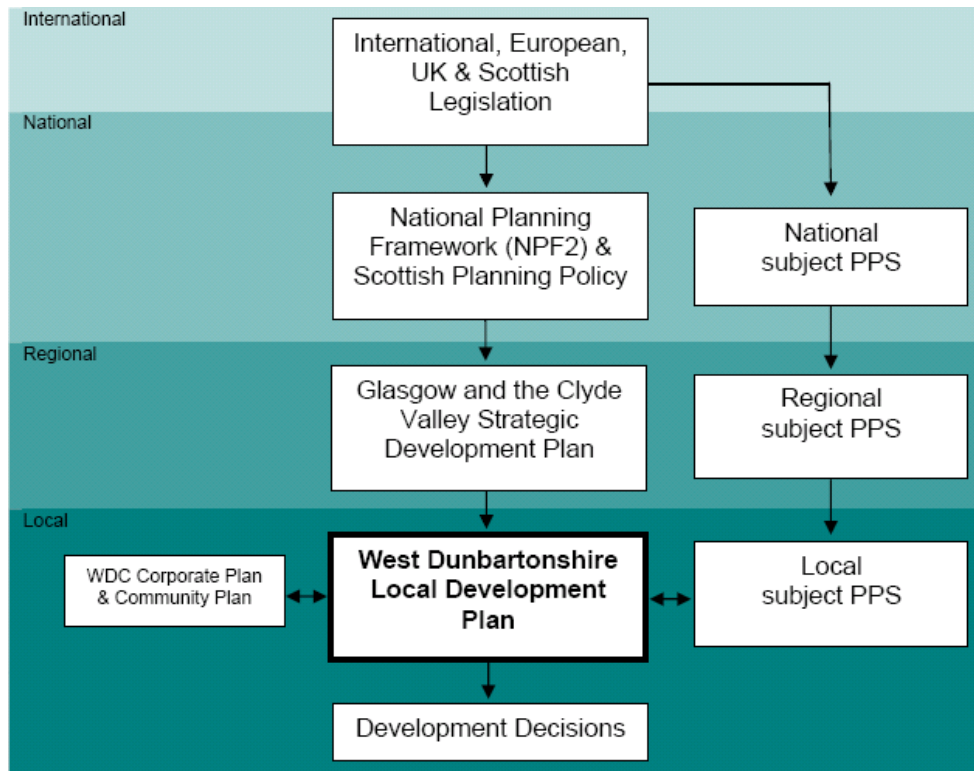 International
International, European,
UK & Scottish
Legislation
National
National Planning
Framework (NPF2) &
Scottish Planning Policy
National
subject PPS
Regional
Glasgow and the Clyde
Valley Strategic
Development Plan
Regional
subject PPS
Local
WDC Corporate Plan
& Community Plan
West Dunbartonshire
Local Development
Plan
Local
subject PPS
Development Decisions